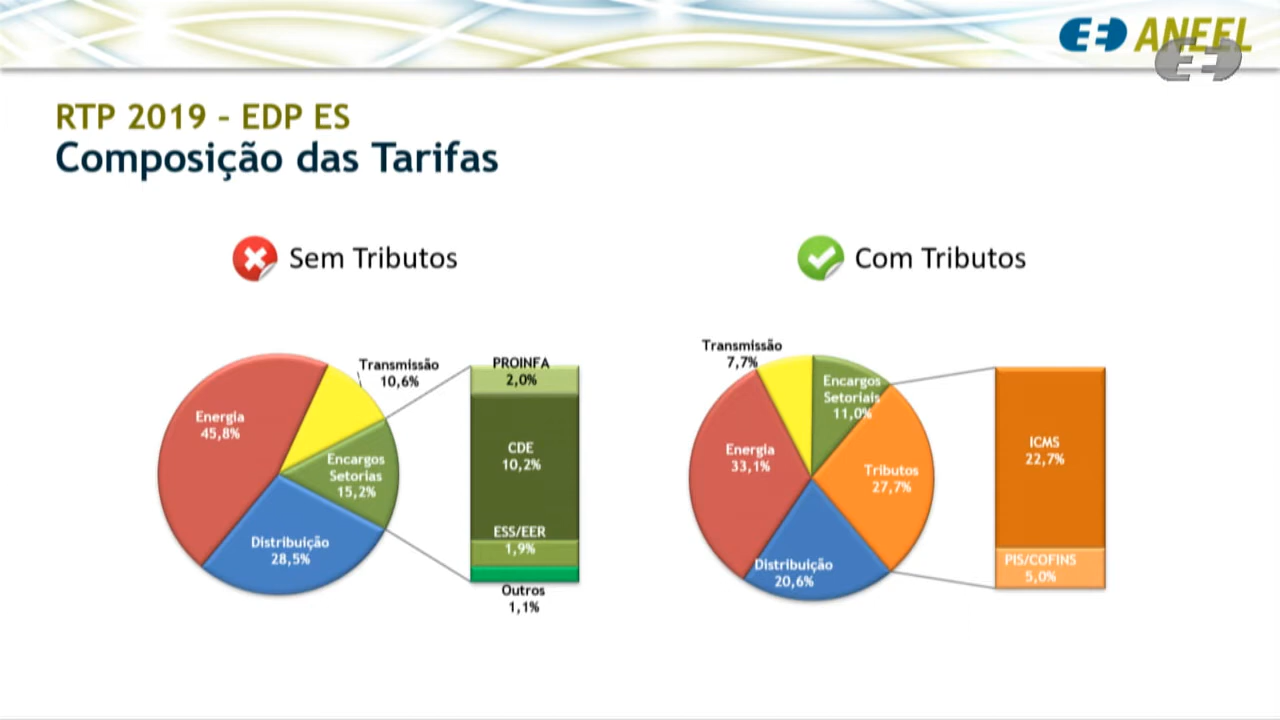 ANEEL
RTP 2019 - EDP ES
Composição das Tarifas
Sem Tributos
Transmissão
10,6%
Energia
45,8%
Encargos
Setorias
15,2%
Distribuição
28,5%
PROINFA
2,0%
CDE
10,2%
ESS/EER
1,9%
Outros
1,1%
Com Tributos
Transmissão
7,7%
Encargos
Setoriais
11,0%
Energia
33,1%
Tributos
27,7%
Distribuição
20,6%
ICMS
22,7%
PIS/COFINS
5,0%